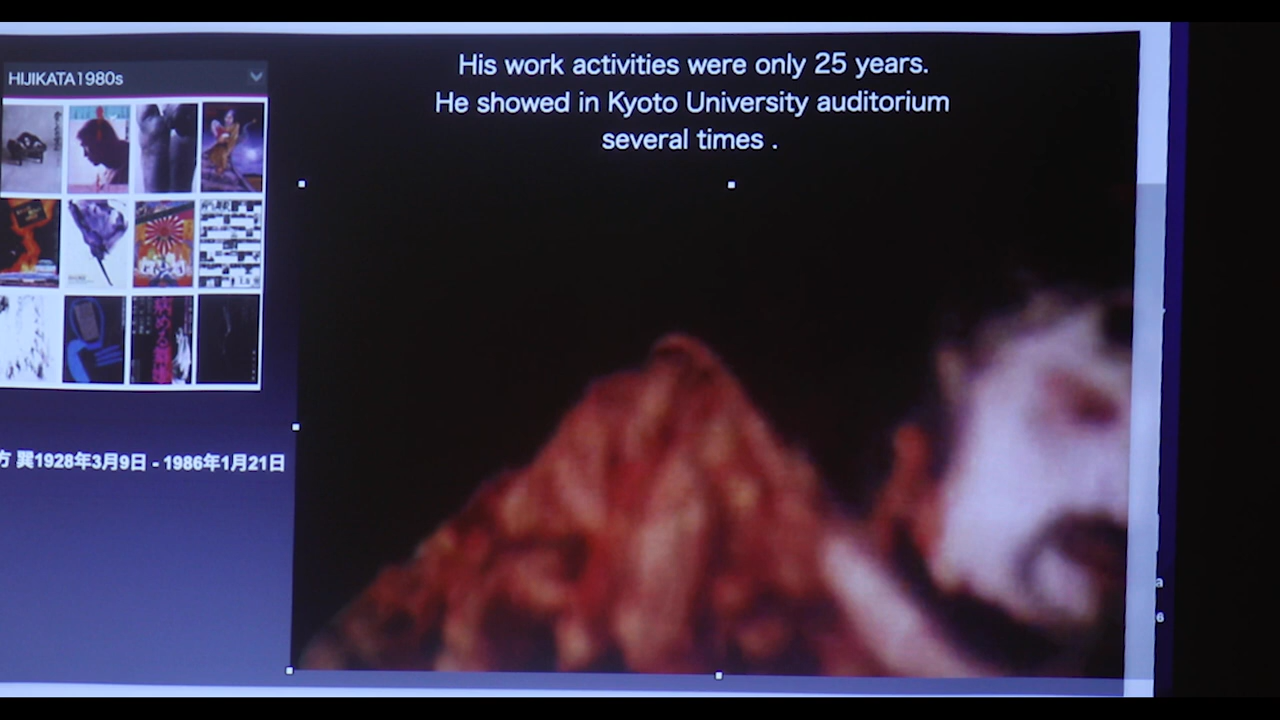 HIJIKATA1980s
His work activities were only 25 years.
He showed in Kyoto University auditorium
several times .
方 巽1928年3月9日 - 1986年1月21日
a
6